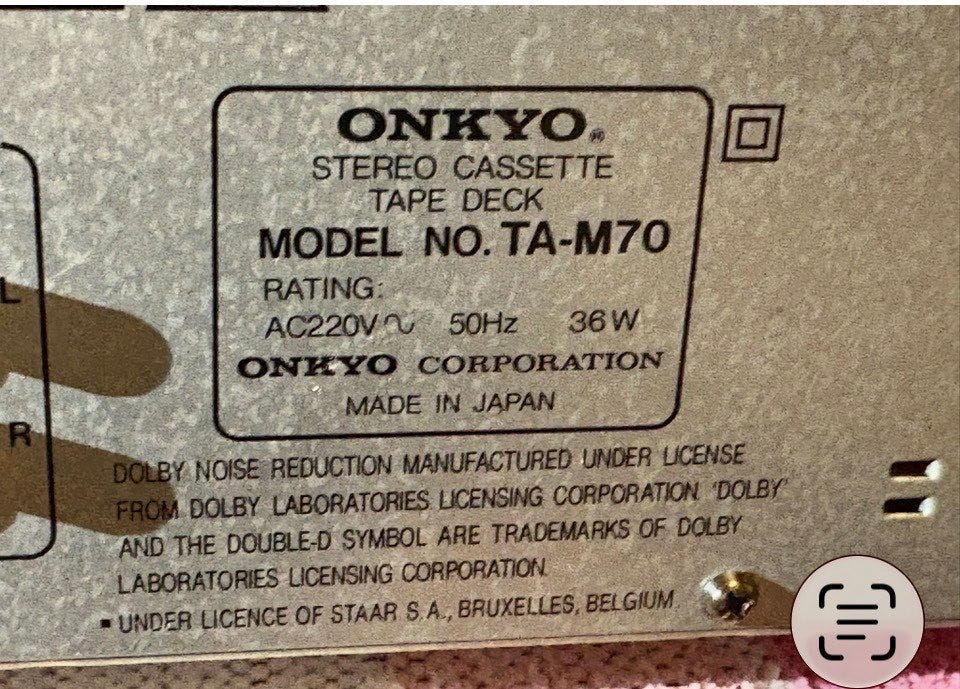 ONKYO®
STEREO CASSETTE
TAPE DECK
MODEL NO. TA-M70
RATING:
AC220V∿ 50Hz 36W
ONKYO CORPORATION
MADE IN JAPAN
L
R
DOLBY NOISE REDUCTION MANUFACTURED UNDER LICENSE
FROM DOLBY LABORATORIES LICENSING CORPORATION. 'DOLBY'
AND THE DOUBLE-D SYMBOL ARE TRADEMARKS OF DOLBY
LABORATORIES LICENSING CORPORATION.
▪ UNDER LICENCE OF STAAR S.A., BRUXELLES, BELGIUM.